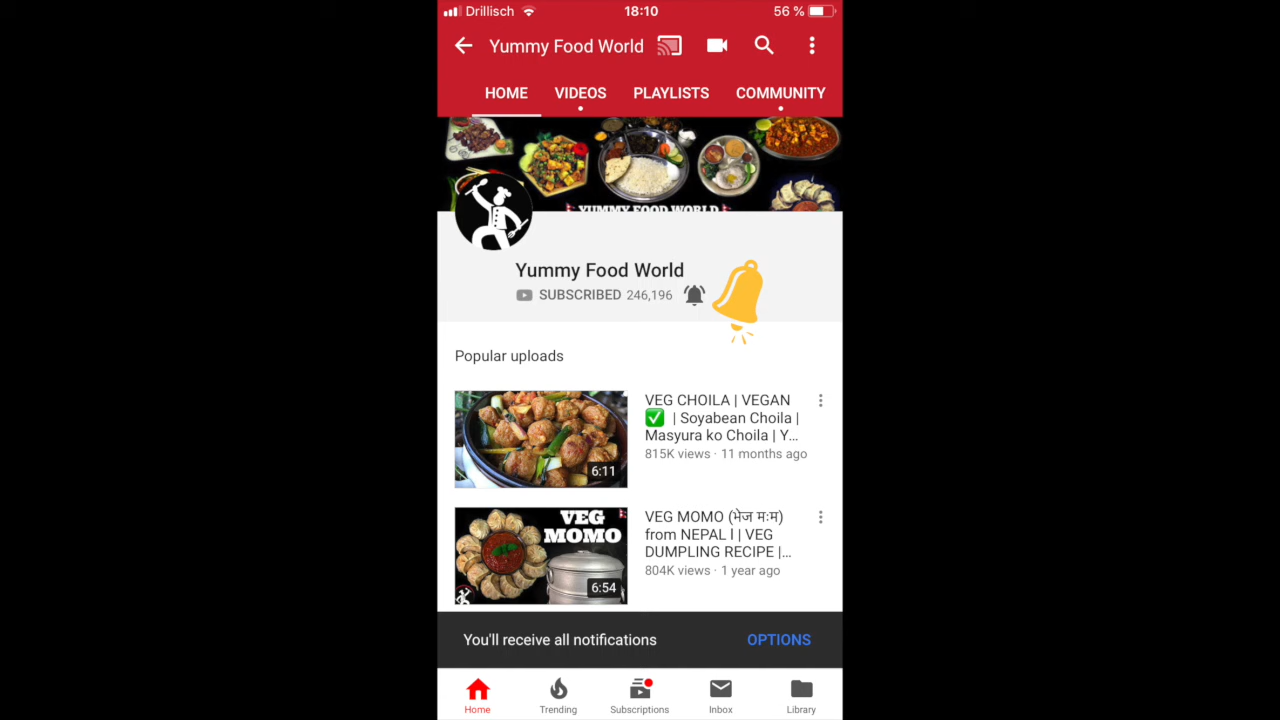 Drillisch
18:10
56 %
Yummy Food World
HOME
VIDEOS
PLAYLISTS
COMMUNITY
YUMMY FOOD WORLD
Yummy Food World
SUBSCRIBED 246,196
Popular uploads
6:11
VEG CHOILA | VEGAN
✅ | Soyabean Choila |
Masyura ko Choila | Y...
815K views · 11 months ago
VEG
MOMO
6:54
VEG MOMO (भेज मःम)
from NEPAL l | VEG
DUMPLING RECIPE |...
804K views · 1 year ago
You'll receive all notifications
OPTIONS
Home
Trending
Subscriptions
Inbox
Library